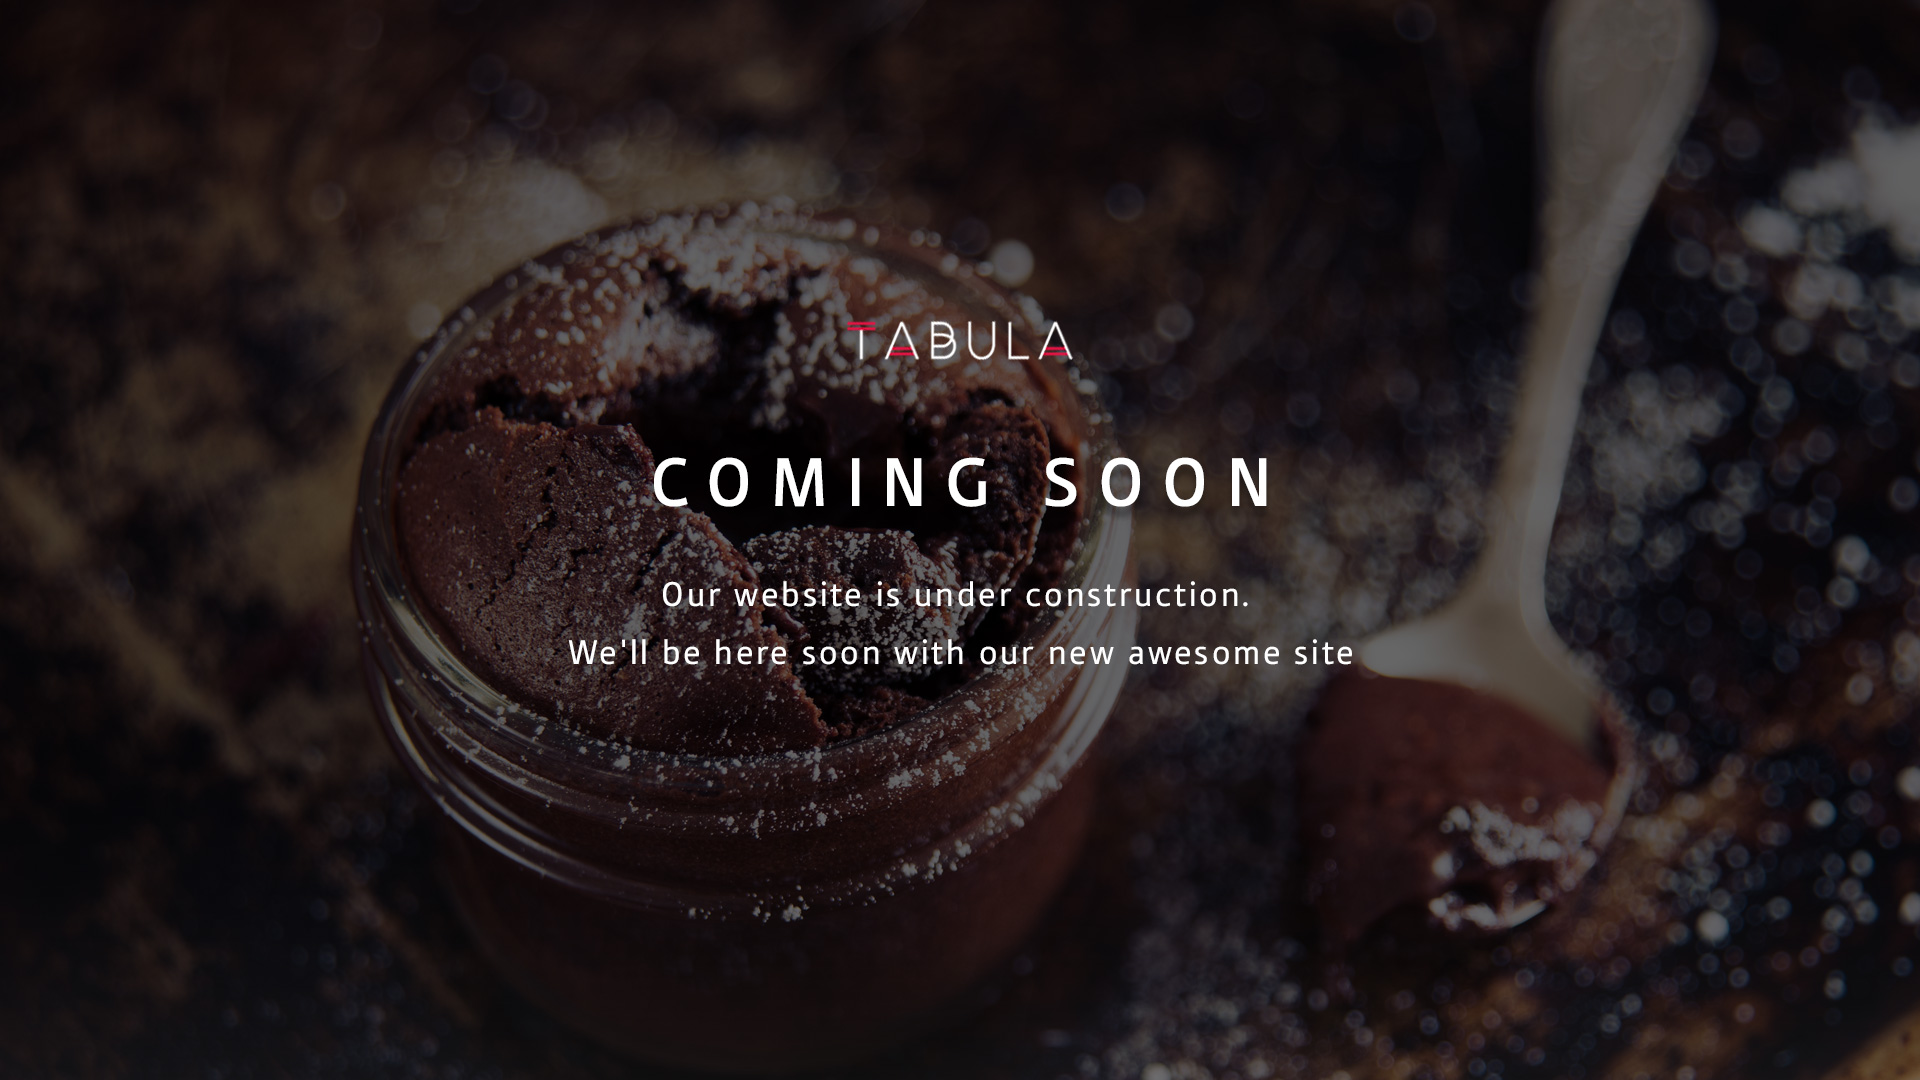 TABULA
COMING SOON
Our website is under construction.
We'll be here soon with our new awesome site